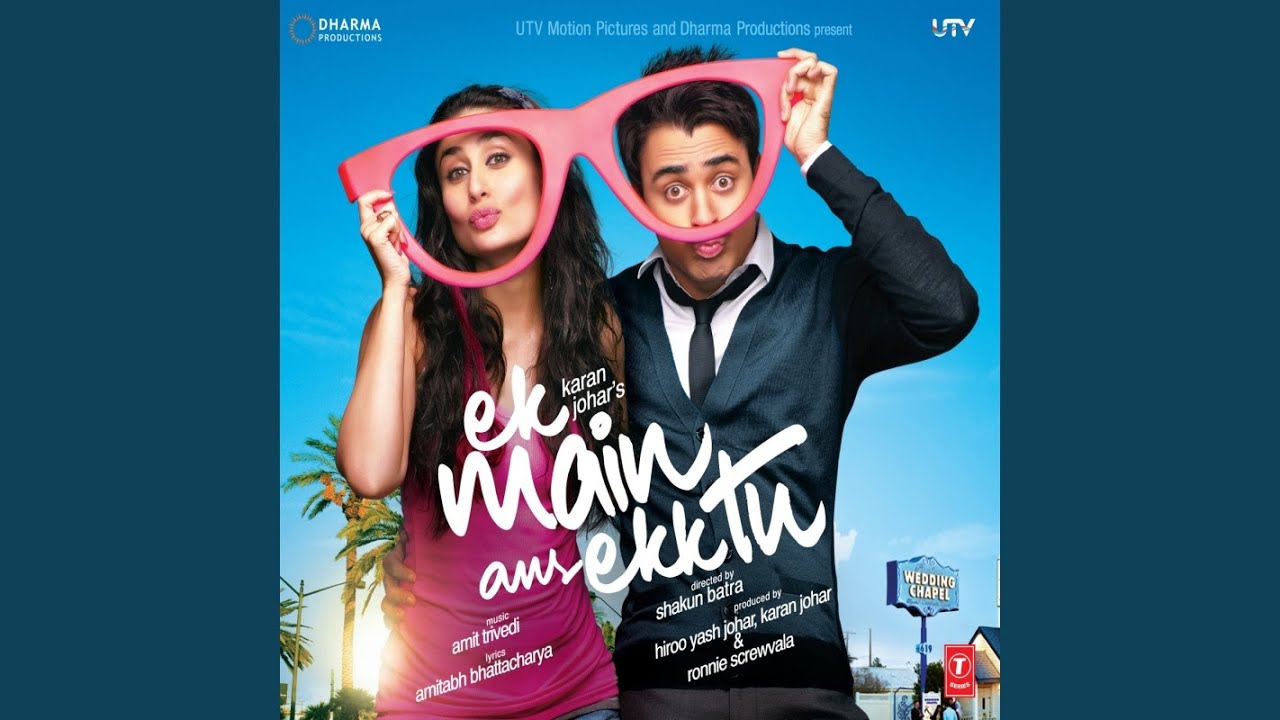 DHARMA
PRODUCTIONS
UTV Motion Pictures and Dharma Productions present
UTV
karan
johar's
ek
main
aur ekk tu
directed by
shakun batra
produced by
hiroo yash johar, karan johar
&
ronnie screwvala
music
amit trivedi
lyrics
amitabh bhattacharya
WEDDING
CHAPEL
619
T
SERIES